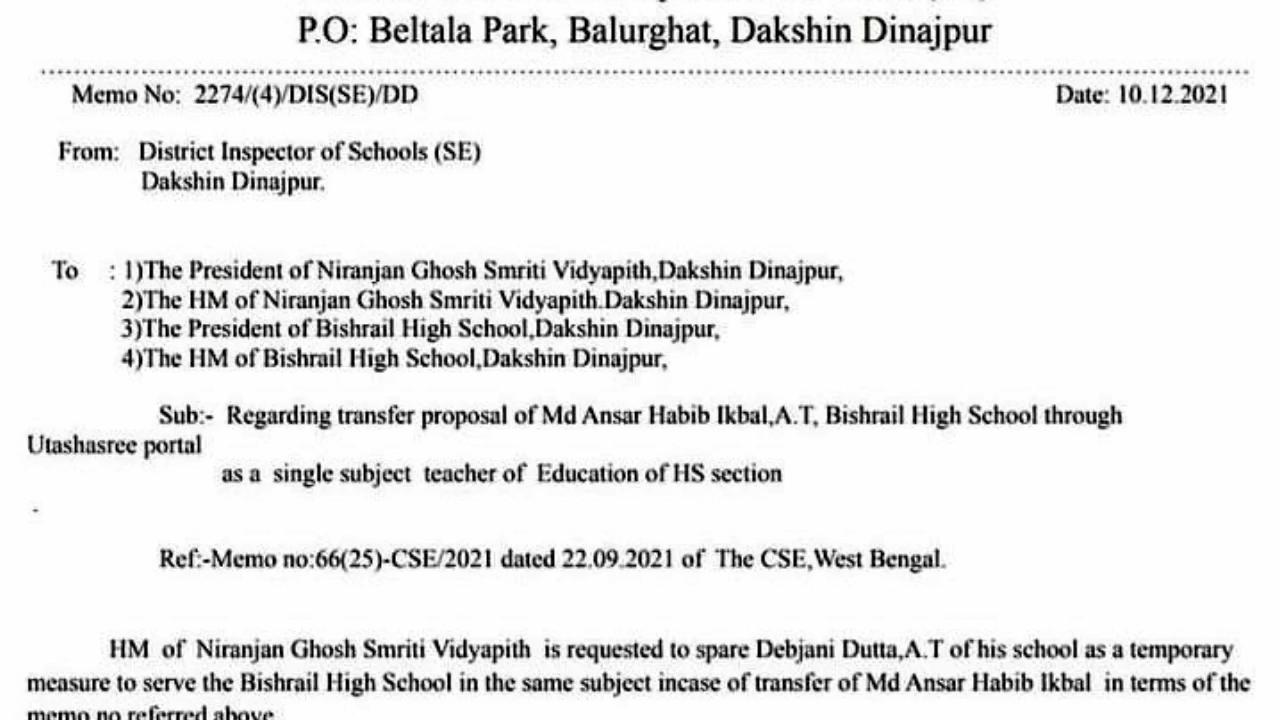 P.O: Beltala Park, Balurghat, Dakshin Dinajpur
Memo No: 2274/(4)/DIS(SE)/DD Date: 10.12.2021
From: District Inspector of Schools (SE)
Dakshin Dinajpur.
To : 1)The President of Niranjan Ghosh Smriti Vidyapith,Dakshin Dinajpur,
2)The HM of Niranjan Ghosh Smriti Vidyapith.Dakshin Dinajpur,
3)The President of Bishrail High School,Dakshin Dinajpur,
4)The HM of Bishrail High School,Dakshin Dinajpur,
Sub:- Regarding transfer proposal of Md Ansar Habib Ikbal,A.T, Bishrail High School through
Utashasree portal
as a single subject teacher of Education of HS section
Ref:-Memo no:66(25)-CSE/2021 dated 22.09.2021 of The CSE,West Bengal.
HM of Niranjan Ghosh Smriti Vidyapith is requested to spare Debjani Dutta,A.T of his school as a temporary
measure to serve the Bishrail High School in the same subject incase of transfer of Md Ansar Habib Ikbal in terms of the
memo no referred above